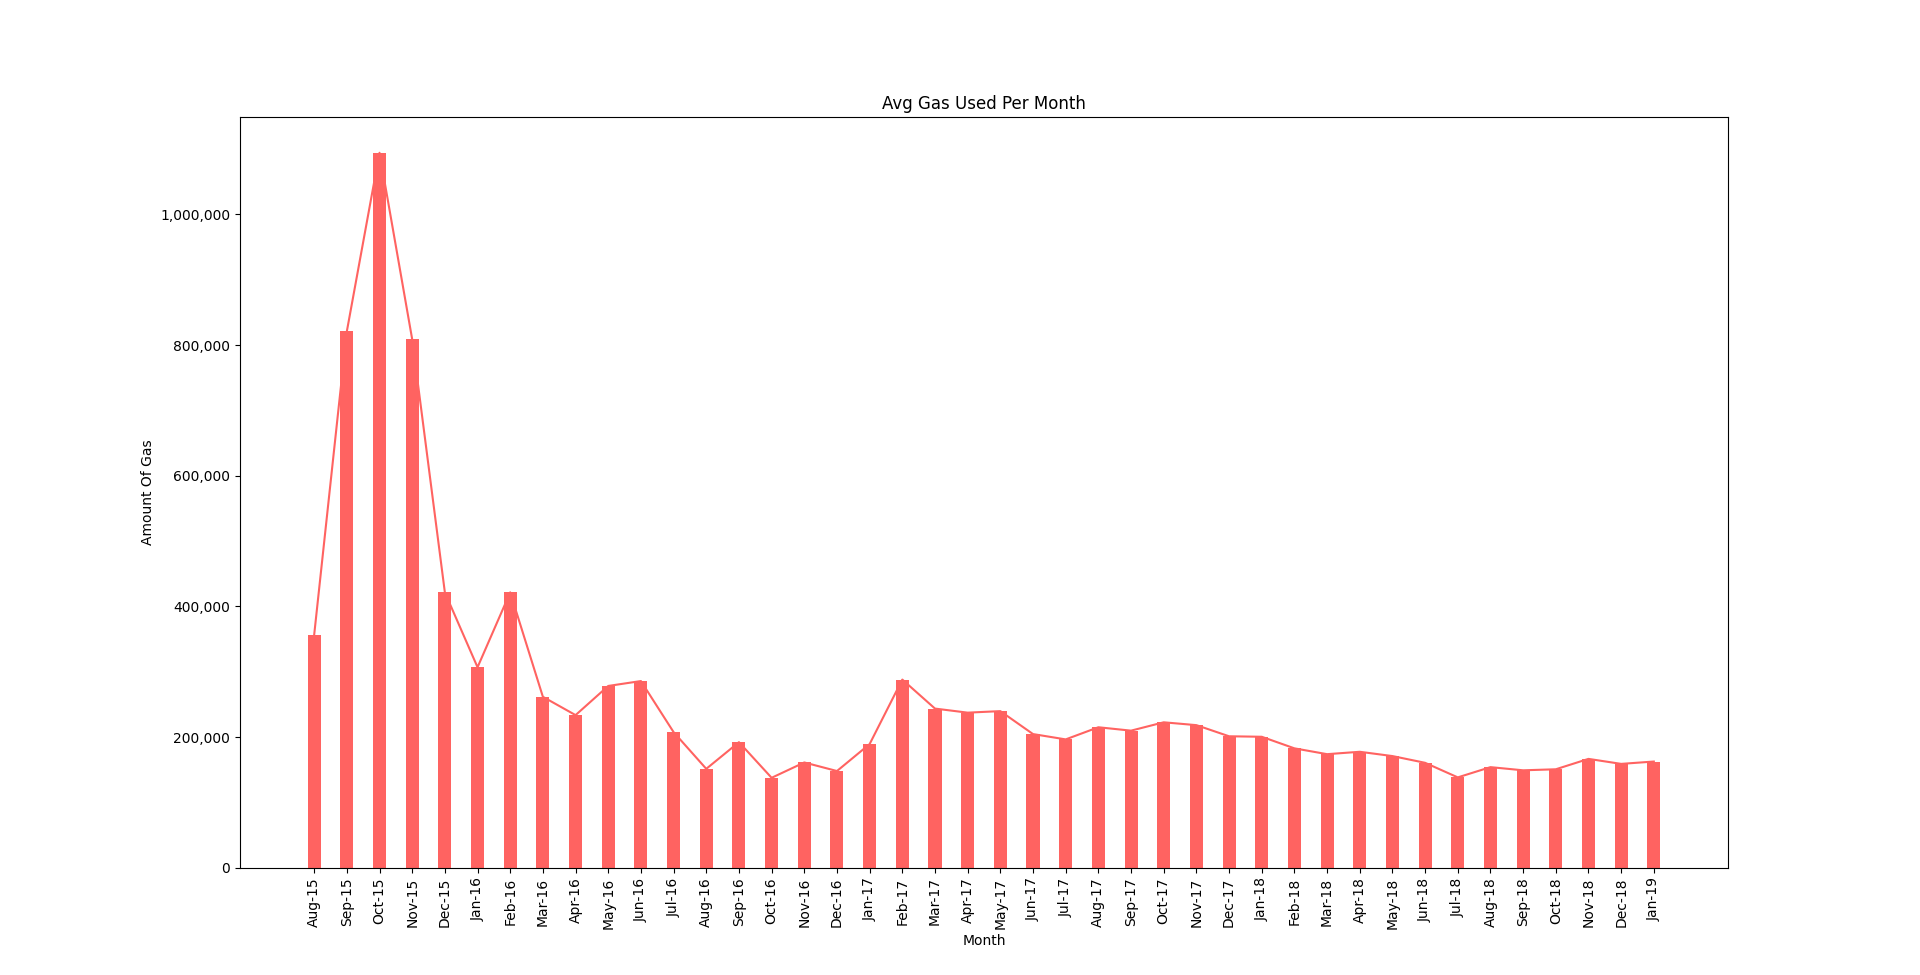 Avg Gas Used Per Month
1,000,000
800,000
600,000
400,000
200,000
0
Amount Of Gas
Aug-15
Sep-15
Oct-15
Nov-15
Dec-15
Jan-16
Feb-16
Mar-16
Apr-16
May-16
Jun-16
Jul-16
Aug-16
Sep-16
Oct-16
Nov-16
Dec-16
Jan-17
Feb-17
Mar-17
Apr-17
May-17
Jun-17
Jul-17
Aug-17
Sep-17
Oct-17
Nov-17
Dec-17
Jan-18
Feb-18
Mar-18
Apr-18
May-18
Jun-18
Jul-18
Aug-18
Sep-18
Oct-18
Nov-18
Dec-18
Jan-19
Month